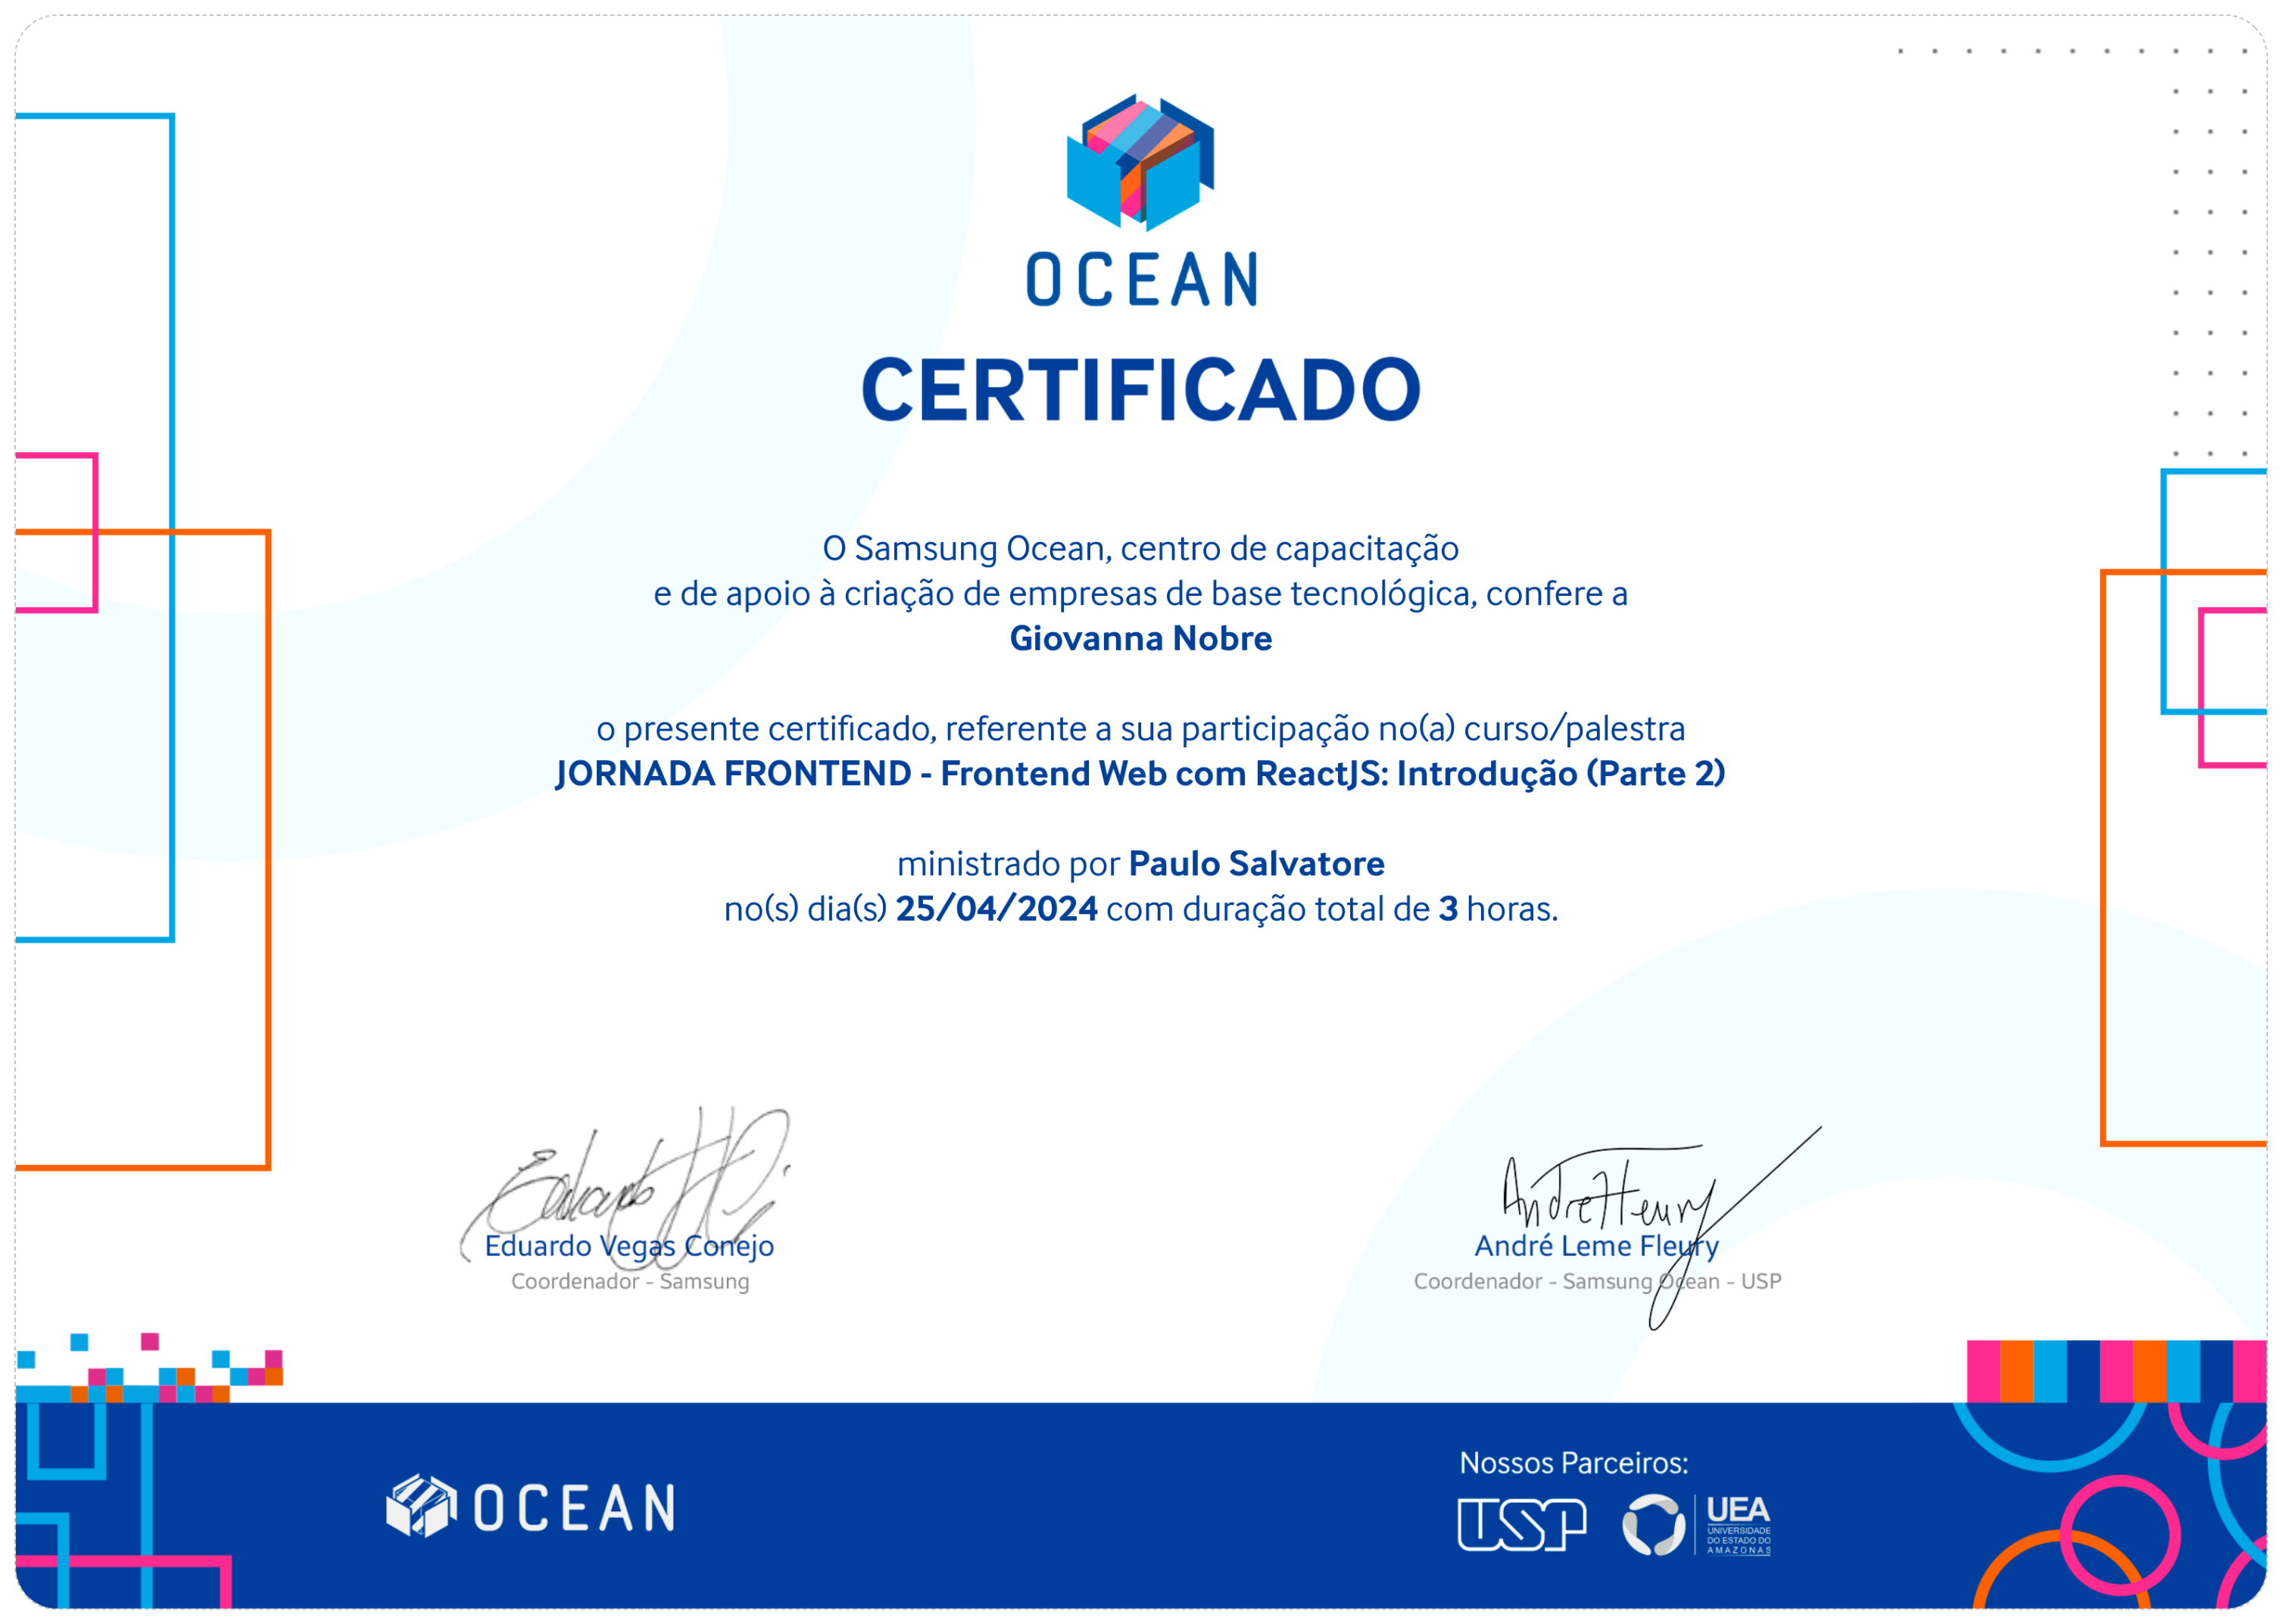 OCEAN
CERTIFICADO
O Samsung Ocean, centro de capacitação
e de apoio à criação de empresas de base tecnológica, confere a
Giovanna Nobre
o presente certificado, referente a sua participação no(a) curso/palestra
JORNADA FRONTEND - Frontend Web com ReactJS: Introdução (Parte 2)
ministrado por Paulo Salvatore
no(s) dia(s) 25/04/2024 com duração total de 3 horas.
Eduardo Vegas Conejo
Coordenador - Samsung
André Fleury
André Leme Fleury
Coordenador - Samsung Ocean - USP
OCEAN
Nossos Parceiros:
USP
UEA
UNIVERSIDADE
DO ESTADO DO
AMAZONAS